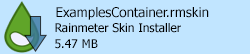 ExamplesContainer.rmskin
Rainmeter Skin Installer
5.47 MB